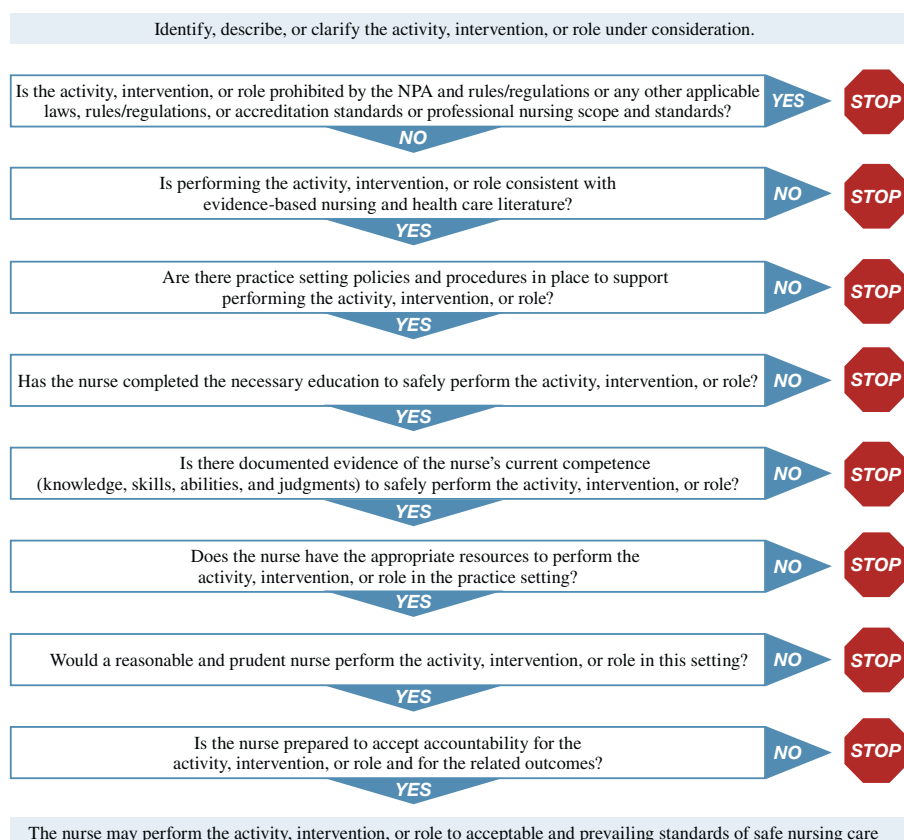 Identify, describe, or clarify the activity, intervention, or role under consideration.
Is the activity, intervention, or role prohibited by the NPA and rules/regulations or any other applicable
laws, rules/regulations, or accreditation standards or professional nursing scope and standards?
YES
STOP
NO
Is performing the activity, intervention, or role consistent with
evidence-based nursing and health care literature?
NO
STOP
YES
Are there practice setting policies and procedures in place to support
performing the activity, intervention, or role?
NO
STOP
YES
Has the nurse completed the necessary education to safely perform the activity, intervention, or role?
NO
STOP
YES
Is there documented evidence of the nurse's current competence
(knowledge, skills, abilities, and judgments) to safely perform the activity, intervention, or role?
NO
STOP
YES
Does the nurse have the appropriate resources to perform the
activity, intervention, or role in the practice setting?
NO
STOP
YES
Would a reasonable and prudent nurse perform the activity, intervention, or role in this setting?
NO
STOP
YES
Is the nurse prepared to accept accountability for the
activity, intervention, or role and for the related outcomes?
NO
STOP
YES
The nurse may perform the activity, intervention, or role to acceptable and prevailing standards of safe nursing care